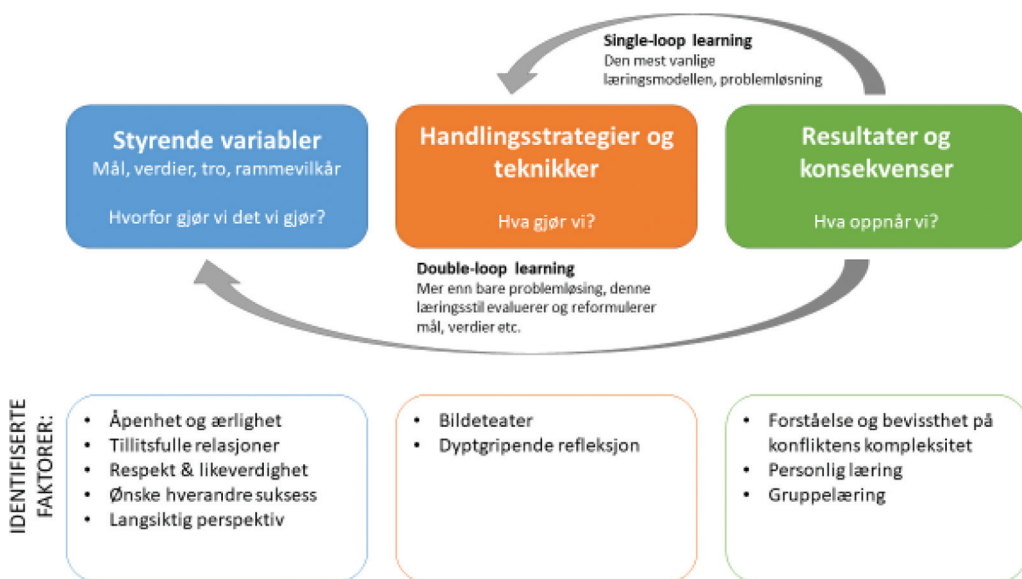 Single-loop learning
Den mest vanlige
læringsmodellen, problemløsning
Styrende variabler
Mål, verdier, tro, rammevilkår
Hvorfor gjør vi det vi gjør?
Handlingsstrategier og
teknikker
Hva gjør vi?
Resultater og
konsekvenser
Hva oppnår vi?
Double-loop learning
Mer enn bare problemløsing, denne
læringsstil evaluerer og reformulerer
mål, verdier etc.
IDENTIFISERTE
FAKTORER:
• Åpenhet og ærlighet
• Tillitsfulle relasjoner
• Respekt & likeverdighet
• Ønske hverandre suksess
• Langsiktig perspektiv
• Bildeteater
• Dyptgripende refleksjon
• Forståelse og bevissthet på
konfliktens kompleksitet
• Personlig læring
• Gruppelæring